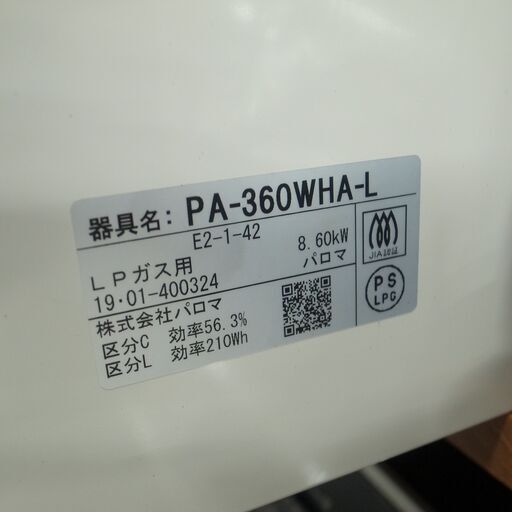 器具名: PA-360WHA-L
E2-1-42 8.60kW
LPガス用 パロマ
19・01-400324
株式会社パロマ
区分C 効率56.3%
区分L 効率210Wh
JIA認証
PS
LPG